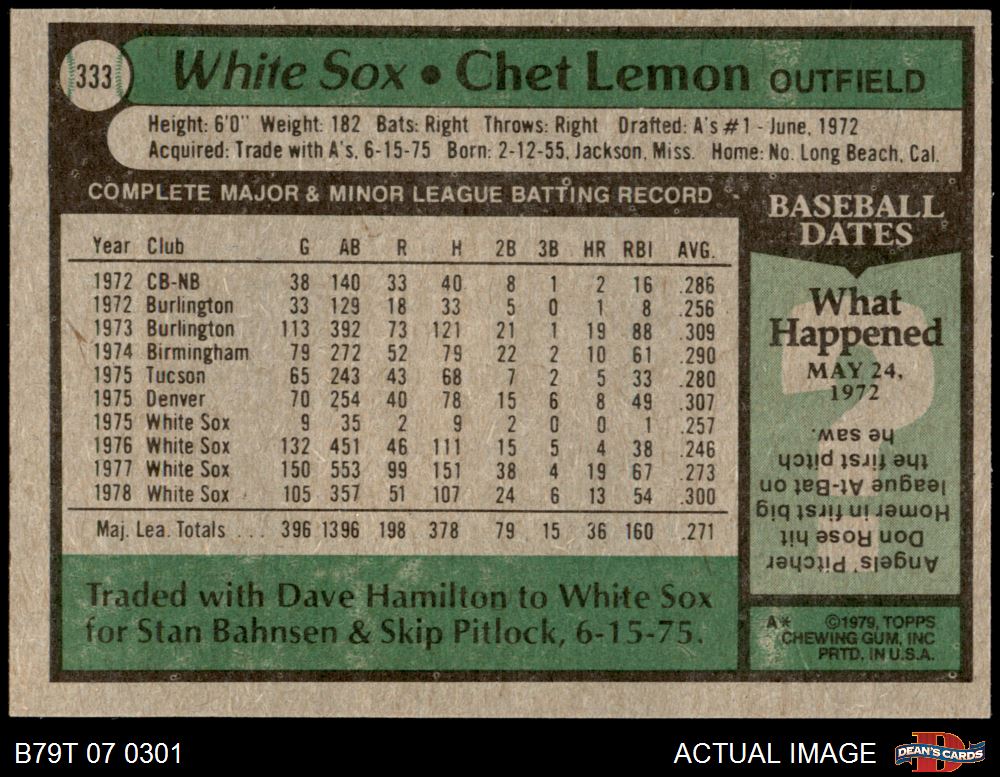 333
White Sox • Chet Lemon OUTFIELD
Height: 6'0" Weight: 182 Bats: Right Throws: Right Drafted: A's #1 - June, 1972
Acquired: Trade with A's, 6-15-75 Born: 2-12-55, Jackson, Miss. Home: No. Long Beach, Cal.
COMPLETE MAJOR & MINOR LEAGUE BATTING RECORD
Year Club G AB R H 2B 3B HR RBI AVG.
1972 CB-NB 38 140 33 40 8 1 2 16 .286
1972 Burlington 33 129 18 33 5 0 1 8 .256
1973 Burlington 113 392 73 121 21 1 19 88 .309
1974 Birmingham 79 272 52 79 22 2 10 61 .290
1975 Tucson 65 243 43 68 7 2 5 33 .280
1975 Denver 70 254 40 78 15 6 8 49 .307
1975 White Sox 9 35 2 9 2 0 0 1 .257
1976 White Sox 132 451 46 111 15 5 4 38 .246
1977 White Sox 150 553 99 151 38 4 19 67 .273
1978 White Sox 105 357 51 107 24 6 13 54 .300
Maj. Lea. Totals ... 396 1396 198 378 79 15 36 160 .271
Traded with Dave Hamilton to White Sox
for Stan Bahnsen & Skip Pitlock, 6-15-75.
BASEBALL
DATES
What
Happened
MAY 24,
1972
Angels' Pitcher
Don Rose hit
Homer in first big
league At-Bat on
the first pitch
he saw.
A* ©1979, TOPPS
CHEWING GUM, INC
PRTD. IN U.S.A.
B79T 07 0301
ACTUAL IMAGE
D
DEAN'S CARDS